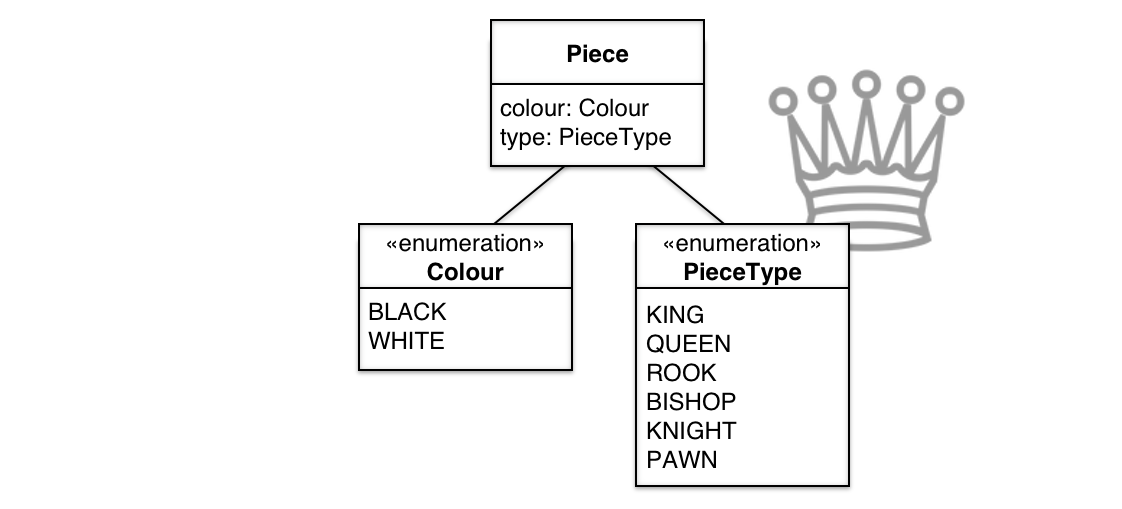 Piece
colour: Colour
type: PieceType
«enumeration»
Colour
BLACK
WHITE
«enumeration»
PieceType
KING
QUEEN
ROOK
BISHOP
KNIGHT
PAWN